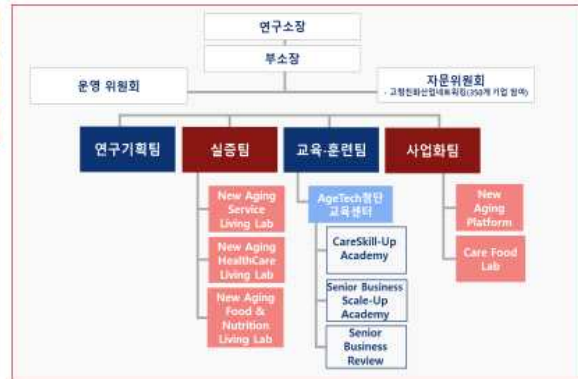 연구소장
부소장
운영 위원회
자문위원회
- 고령친화산업네트워킹(350개 기업 참여)
연구기획팀
실증팀
교육·훈련팀
사업화팀
New Aging
Service
Living Lab
New Aging
HealthCare
Living Lab
New Aging
Food &
Nutrition
Living Lab
AgeTech첨단
교육센터
CareSkill-Up
Academy
Senior Business
Scale-Up
Academy
Senior
Business
Review
New
Aging
Platform
Care Food
Lab